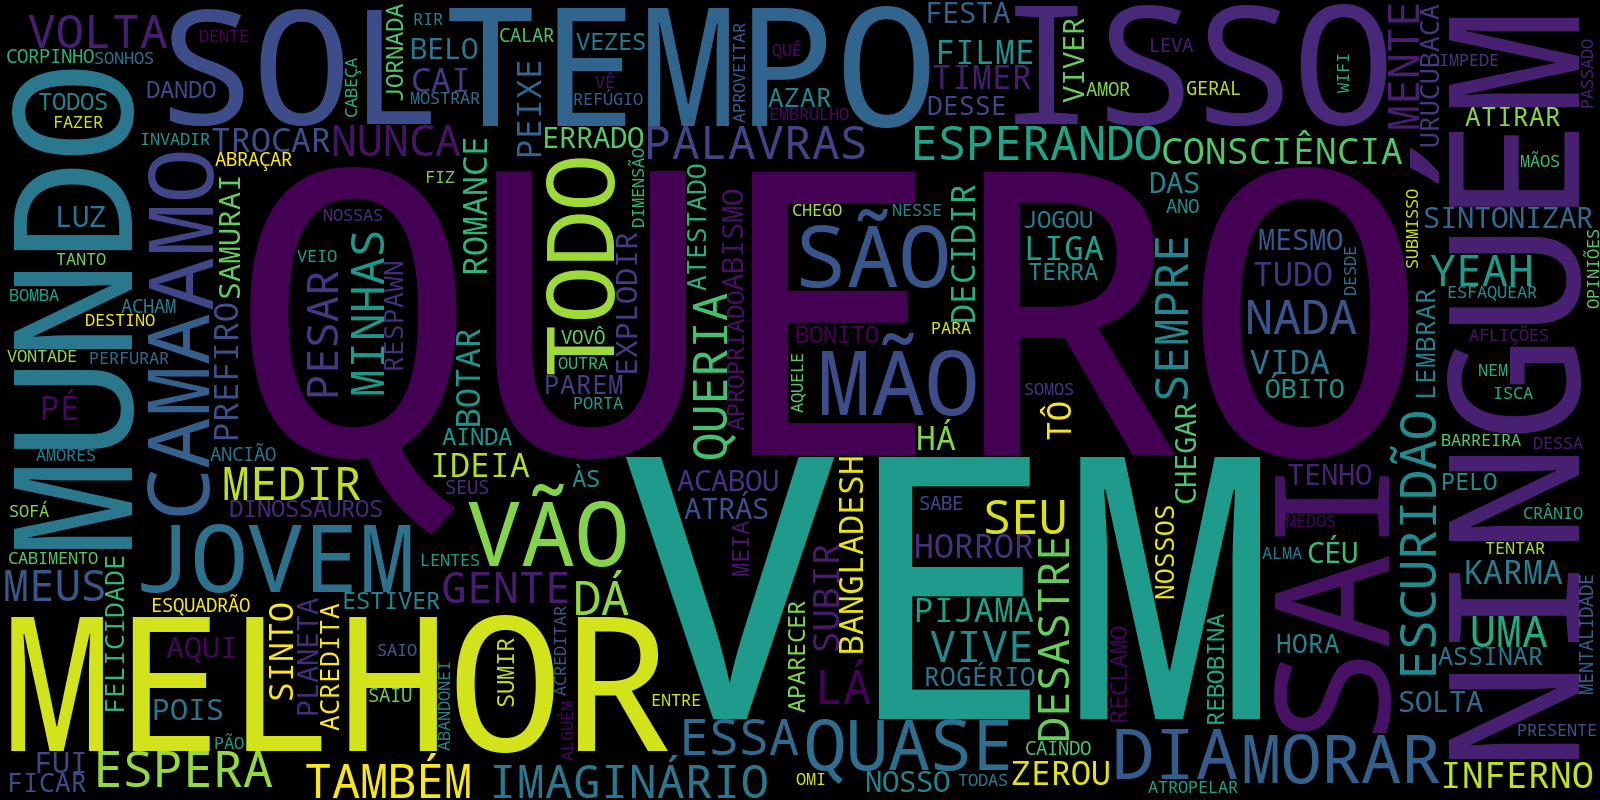 VOLTA
DENTE
SOL
JORNADA
RIR
BELO
CALAR
VEZES
TEMPO
QUÊ
FESTA
ISSO
LEVA
MENTE
URUCUBACA
CORPINHO
SONHOS
CAI
MOSTRAR
PEIXE
VÊ
REFÚGIO
APROVEITAR
AZAR
EMBRULHO
FILME
TIMER
DESSE
VIVER
AMOR
GERAL
WIFI
IMPEDE
PASSADO
TODOS
FAZER
DANDO
CABEÇA
INVADIR
TROCAR
NUNCA
ERRADO
PALAVRAS
ESPERANDO
CONSCIÊNCIA
ATIRAR
MÃOS
MUNDO
LUZ
ABRAÇAR
CAMA
AMO
SAMURAI
QUERO
FIZ
ROMANCE
TODO
DIMENSÃO
ATESTADO
ABISMO
CHEGO
NESSE
SÃO
DECIDIR
JOGOU
LIGA
TERRA
DAS
ANO
SUBMISSO
SINTONIZAR
NINGUÉM
TANTO
NOSSAS
VEIO
PESAR
MINHAS
RESPAWN
EXPLODIR
SEMPRE
MESMO
TUDO
DESDE
NADA
YEAH
ESFAQUEAR
OPINIÕES
BOMBA
ACHAM
DESTINO
PREFIRO
BOTAR
VOVÔ
OUTRA
QUERIA
APROPRIADO
BONITO
PARA
VIDA
ÓBITO
LEMBRAR
AFLIÇÕES
VONTADE
PERFURAR
PAREM
PORTA
AQUELE
MÃO
SOMOS
NEM
ISCA
PÉ
AINDA
HÁ
TÔ
CHEGAR
ESCURIDÃO
BARREIRA
DESSA
AMORES
ANCIÃO
MEDIR
IDEIA
SEUS
ÀS
ACABOU
ATRÁS
VEM
SABE
SEU
TENHO
PELO
SOFÁ
DINOSSAUROS
VÃO
MEIA
BANGLADESH
HORROR
NOSSOS
SAI
MEDOS
CRÂNIO
CABIMENTO
JOVEM
LENTES
GENTE
DESASTRE
ALMA
CÉU
TENTAR
KARMA
MEUS
FELICIDADE
ESQUADRÃO
ESTIVER
DÁ
SUBIR
PIJAMA
UMA
MENTALIDADE
MELHOR
AQUI
SINTO
PLANETA
ACREDITA
SAIO
SAIU
SUMIR
ACREDITAR
APARECER
VIVE
ROGÉRIO
RECLAMO
REBOBINA
HORA
ASSINAR
POIS
ABANDONEI
ALGUÉM
ENTRE
LÁ
SOLTA
PRESENTE
PÃO
FUI
FICAR
ESPERA
TAMBÉM
IMAGINÁRIO
ESSA
OMI
QUASE
NOSSO
TODAS
CAINDO
ZEROU
DIA
ATROPELAR
MORAR
INFERNO